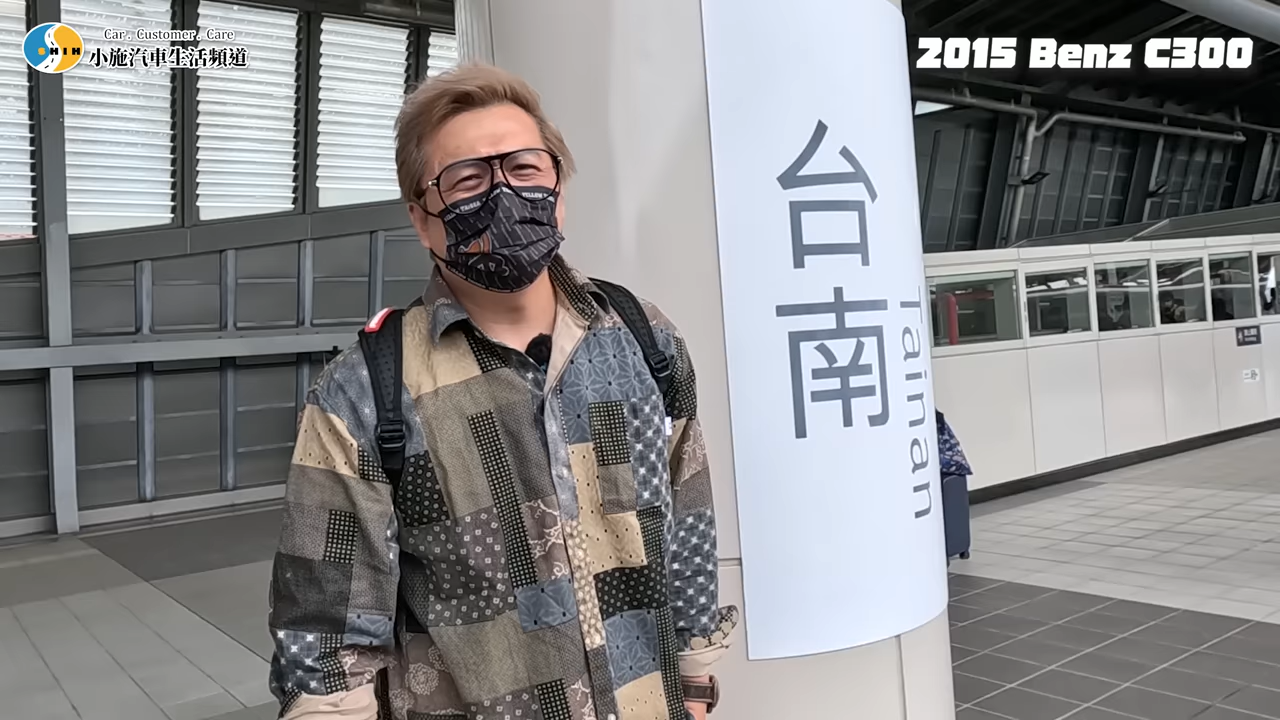 SHIH
Car . Customer . Care
小施汽車生活頻道
2015 Benz C300
台南
Tainan